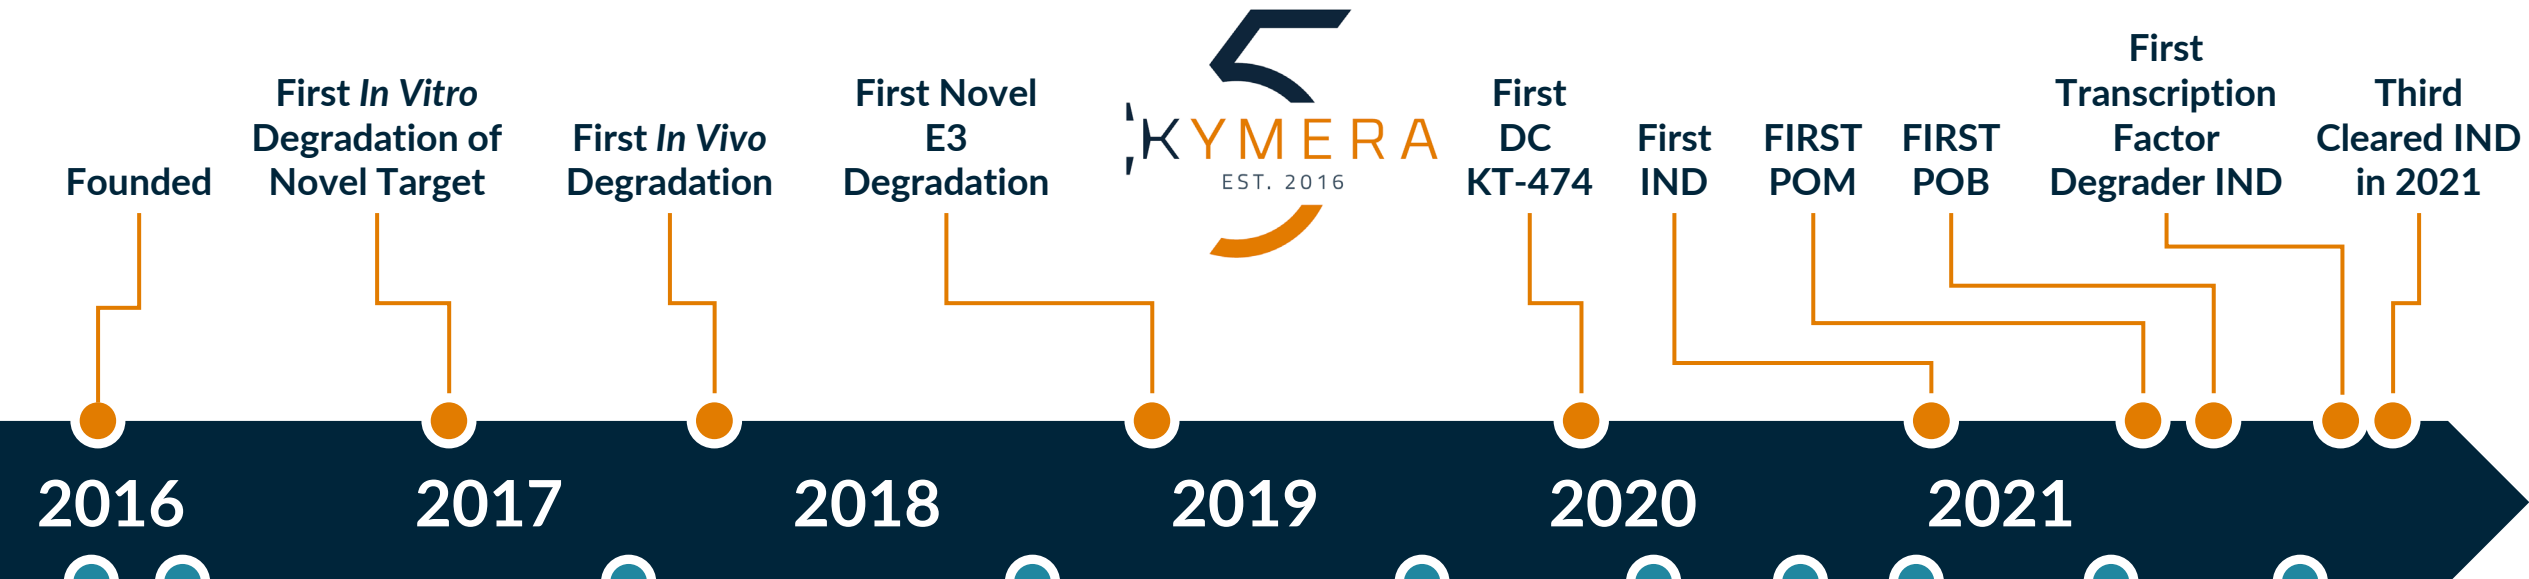 Founded
First In Vitro
Degradation of
Novel Target
First In Vivo
Degradation
First Novel
E3
Degradation
KYMERA
EST. 2016
First
DC
KT-474
First
IND
FIRST
POM
FIRST
POB
First
Transcription
Factor
Degrader IND
Third
Cleared IND
in 2021
2016
2017
2018
2019
2020
2021